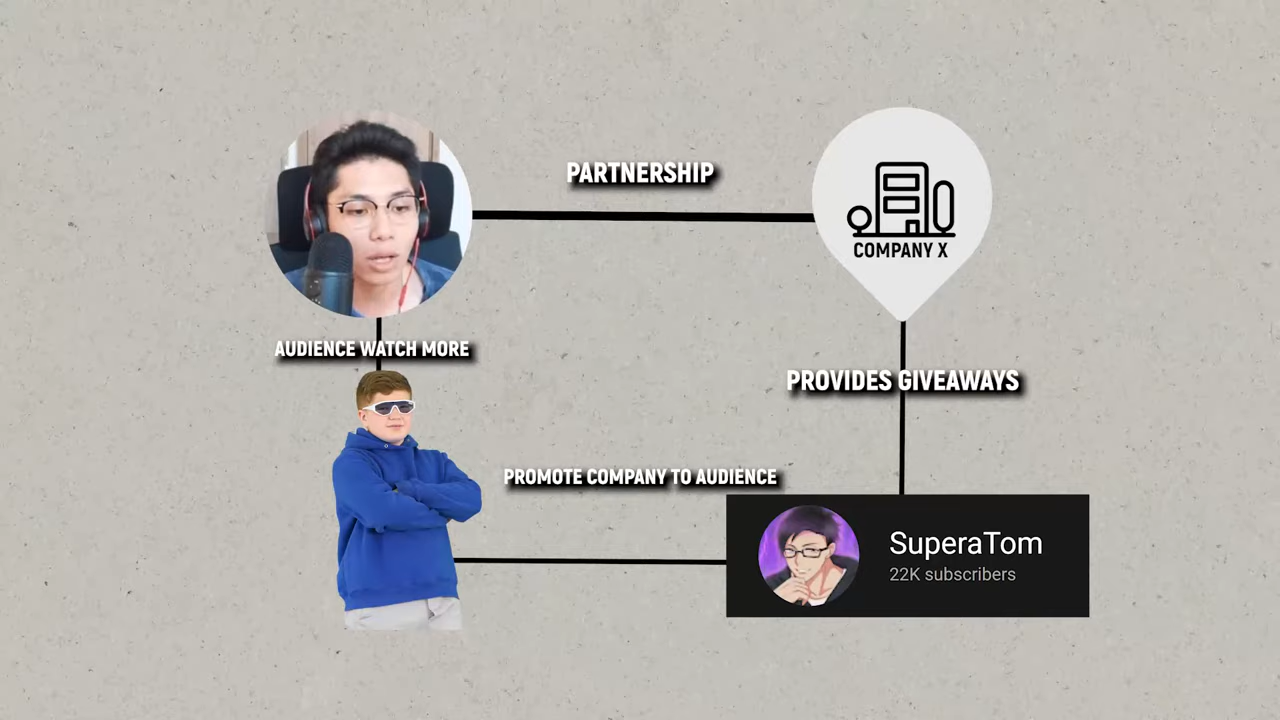 PARTNERSHIP
COMPANY X
AUDIENCE WATCH MORE
PROVIDES GIVEAWAYS
PROMOTE COMPANY TO AUDIENCE
SuperaTom
22K subscribers